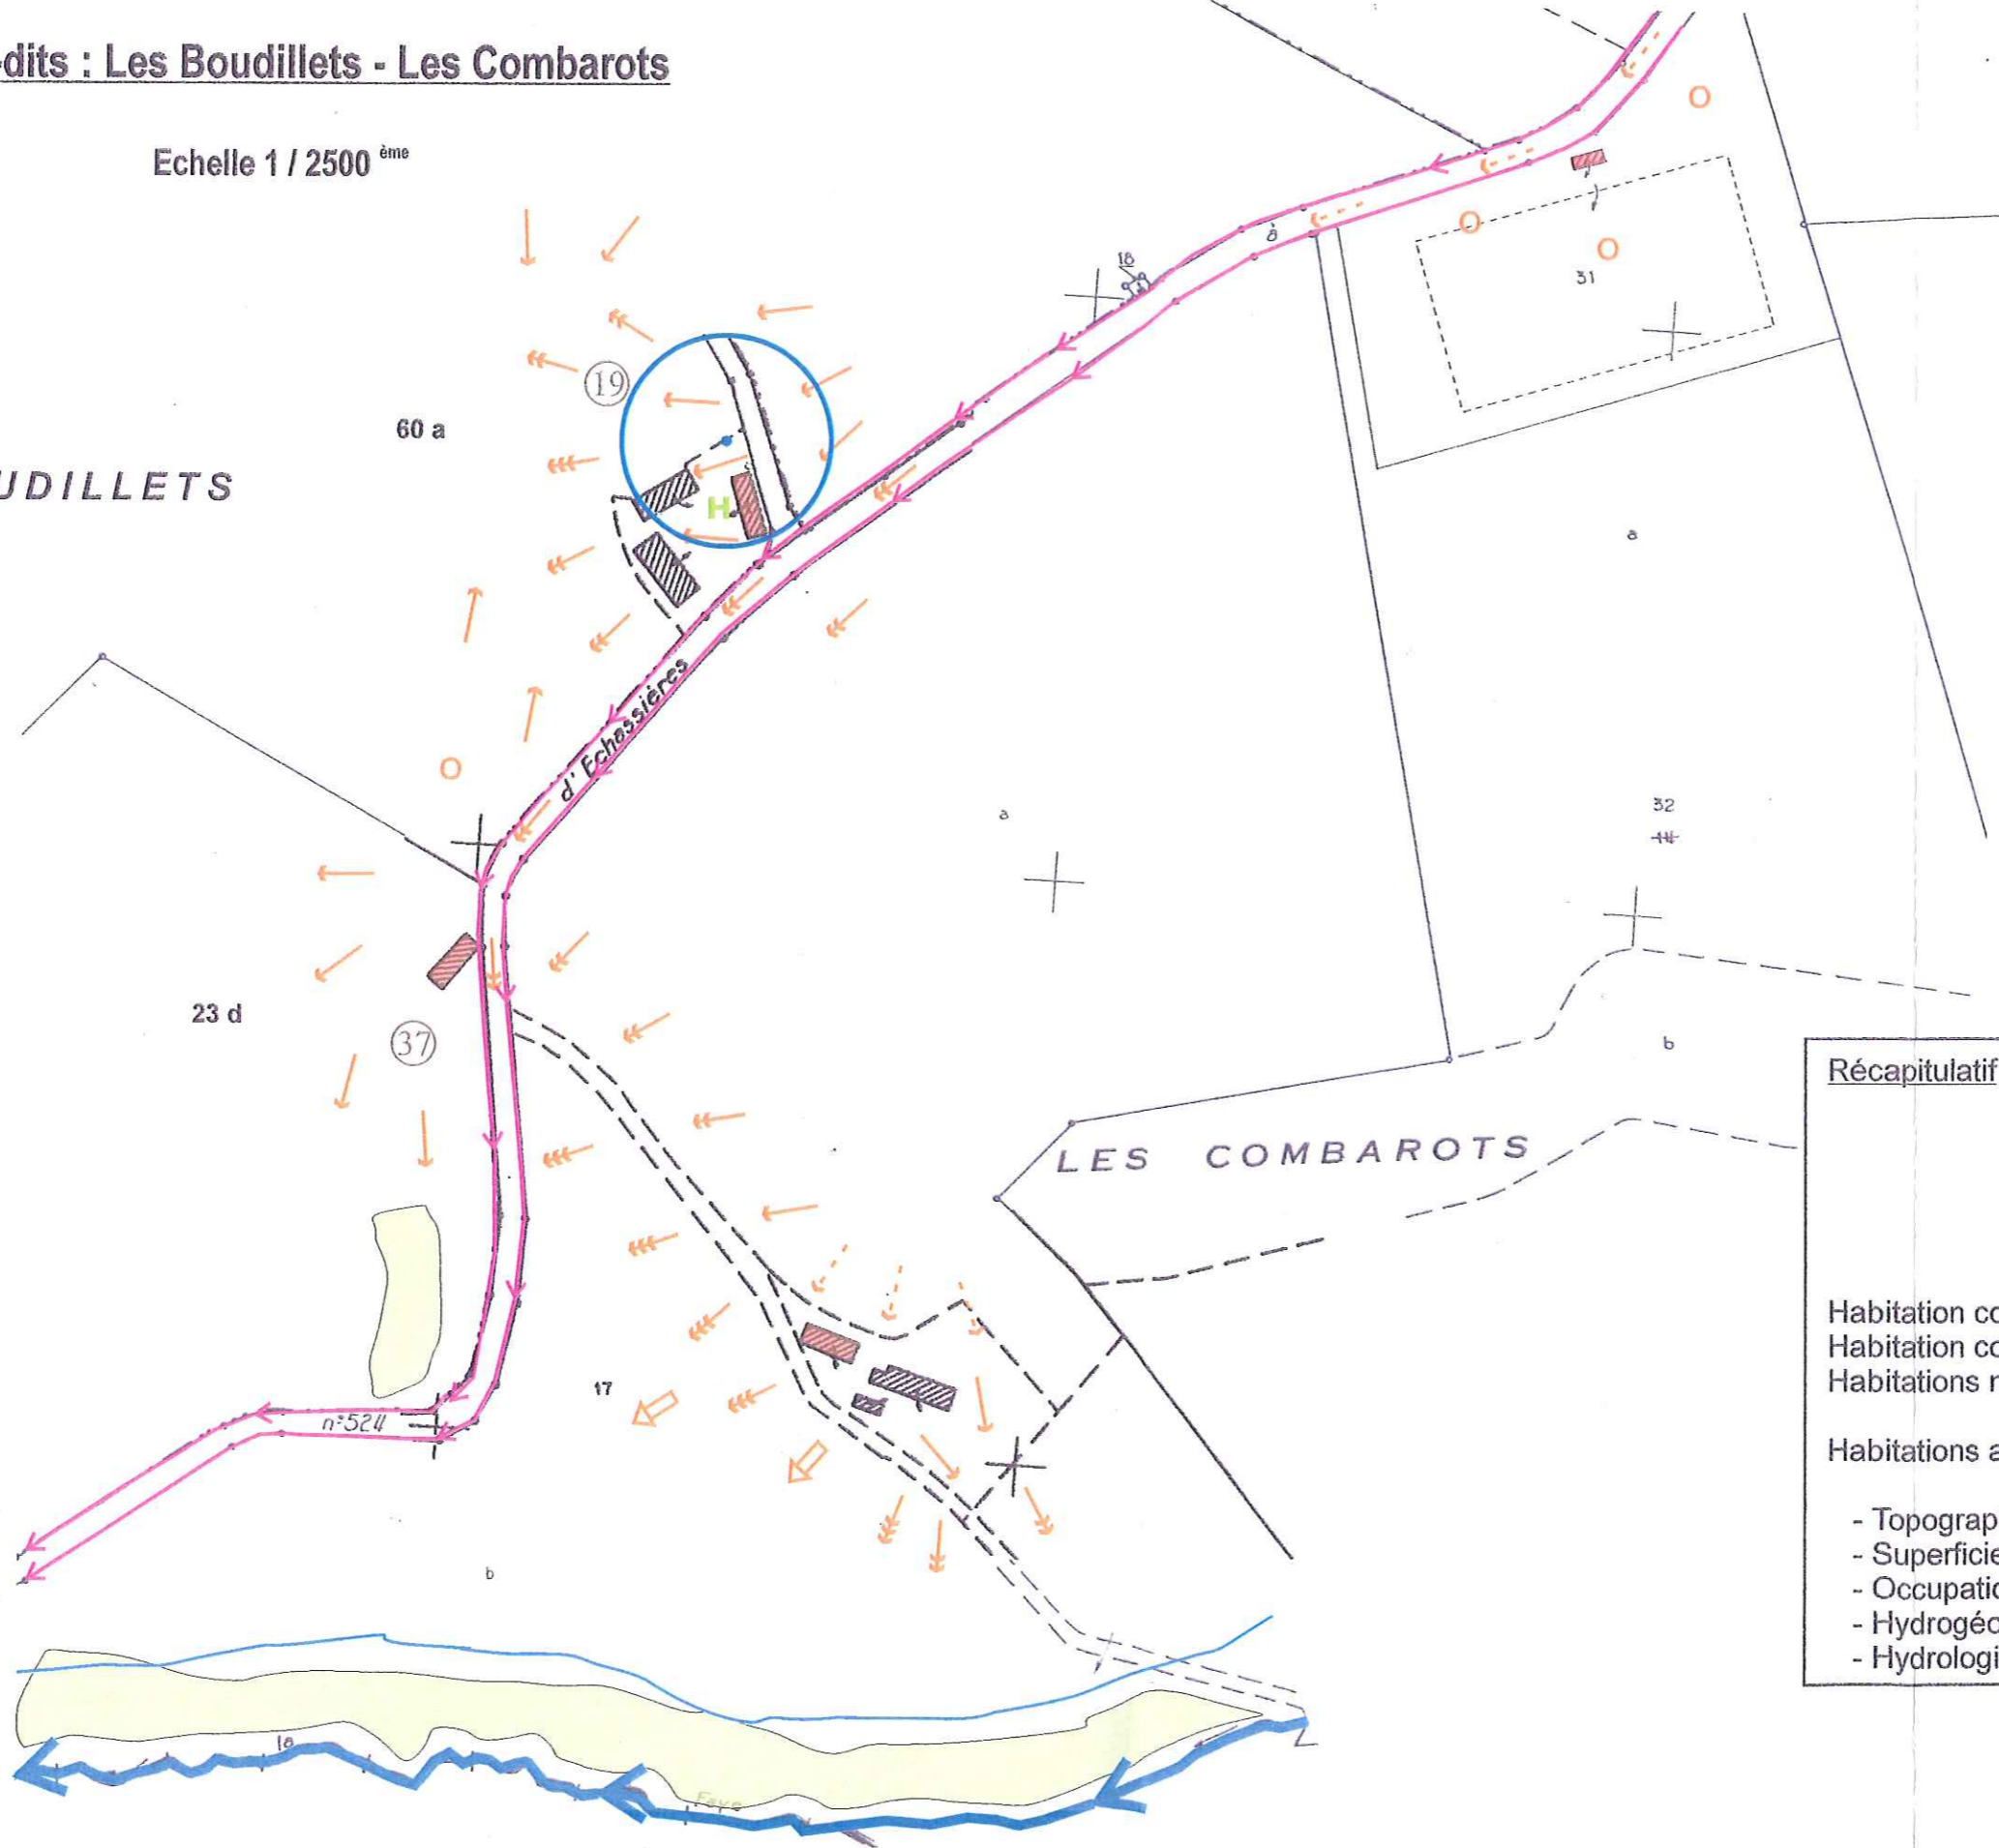 -dits : Les Boudillets - Les Combarots
Echelle 1 / 2500 ème
18
a
31
19
60 a
UDILLETS
H
a
d'Echassières
a
32
23 d
37
b
Récapitulatif
LES COMBAROTS
Habitation co
Habitation co
Habitations r
Habitations a
17
n°524
- Topograp
- Superficie
- Occupatio
- Hydrogéo
- Hydrologi
b